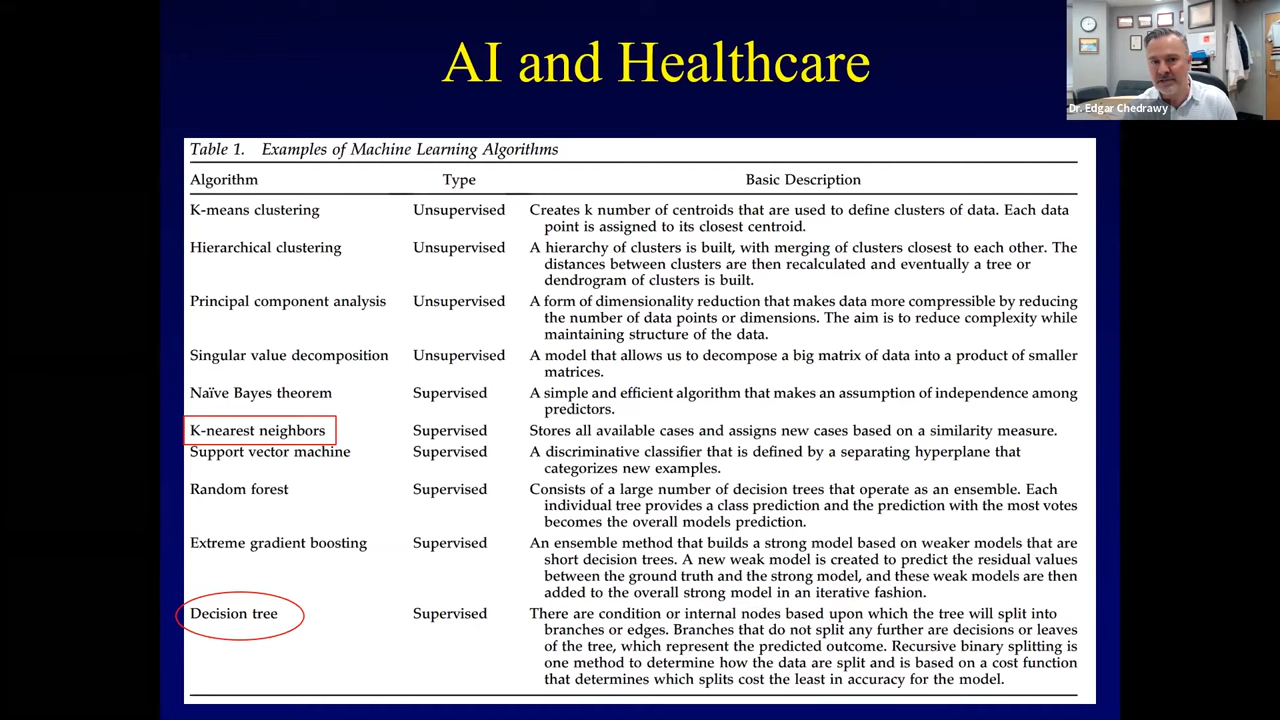 AI and Healthcare
Dr. Edgar Chedrawy
Table 1. Examples of Machine Learning Algorithms
Algorithm Type Basic Description
K-means clustering Unsupervised Creates k number of centroids that are used to define clusters of data. Each data
point is assigned to its closest centroid.
Hierarchical clustering Unsupervised A hierarchy of clusters is built, with merging of clusters closest to each other. The
distances between clusters are then recalculated and eventually a tree or
dendrogram of clusters is built.
Principal component analysis Unsupervised A form of dimensionality reduction that makes data more compressible by reducing
the number of data points or dimensions. The aim is to reduce complexity while
maintaining structure of the data.
Singular value decomposition Unsupervised A model that allows us to decompose a big matrix of data into a product of smaller
matrices.
Naïve Bayes theorem Supervised A simple and efficient algorithm that makes an assumption of independence among
predictors.
K-nearest neighbors Supervised Stores all available cases and assigns new cases based on a similarity measure.
Support vector machine Supervised A discriminative classifier that is defined by a separating hyperplane that
categorizes new examples.
Random forest Supervised Consists of a large number of decision trees that operate as an ensemble. Each
individual tree provides a class prediction and the prediction with the most votes
becomes the overall models prediction.
Extreme gradient boosting Supervised An ensemble method that builds a strong model based on weaker models that are
short decision trees. A new weak model is created to predict the residual values
between the ground truth and the strong model, and these weak models are then
added to the overall strong model in an iterative fashion.
Decision tree Supervised There are condition or internal nodes based upon which the tree will split into
branches or edges. Branches that do not split any further are decisions or leaves
of the tree, which represent the predicted outcome. Recursive binary splitting is
one method to determine how the data are split and is based on a cost function
that determines which splits cost the least in accuracy for the model.